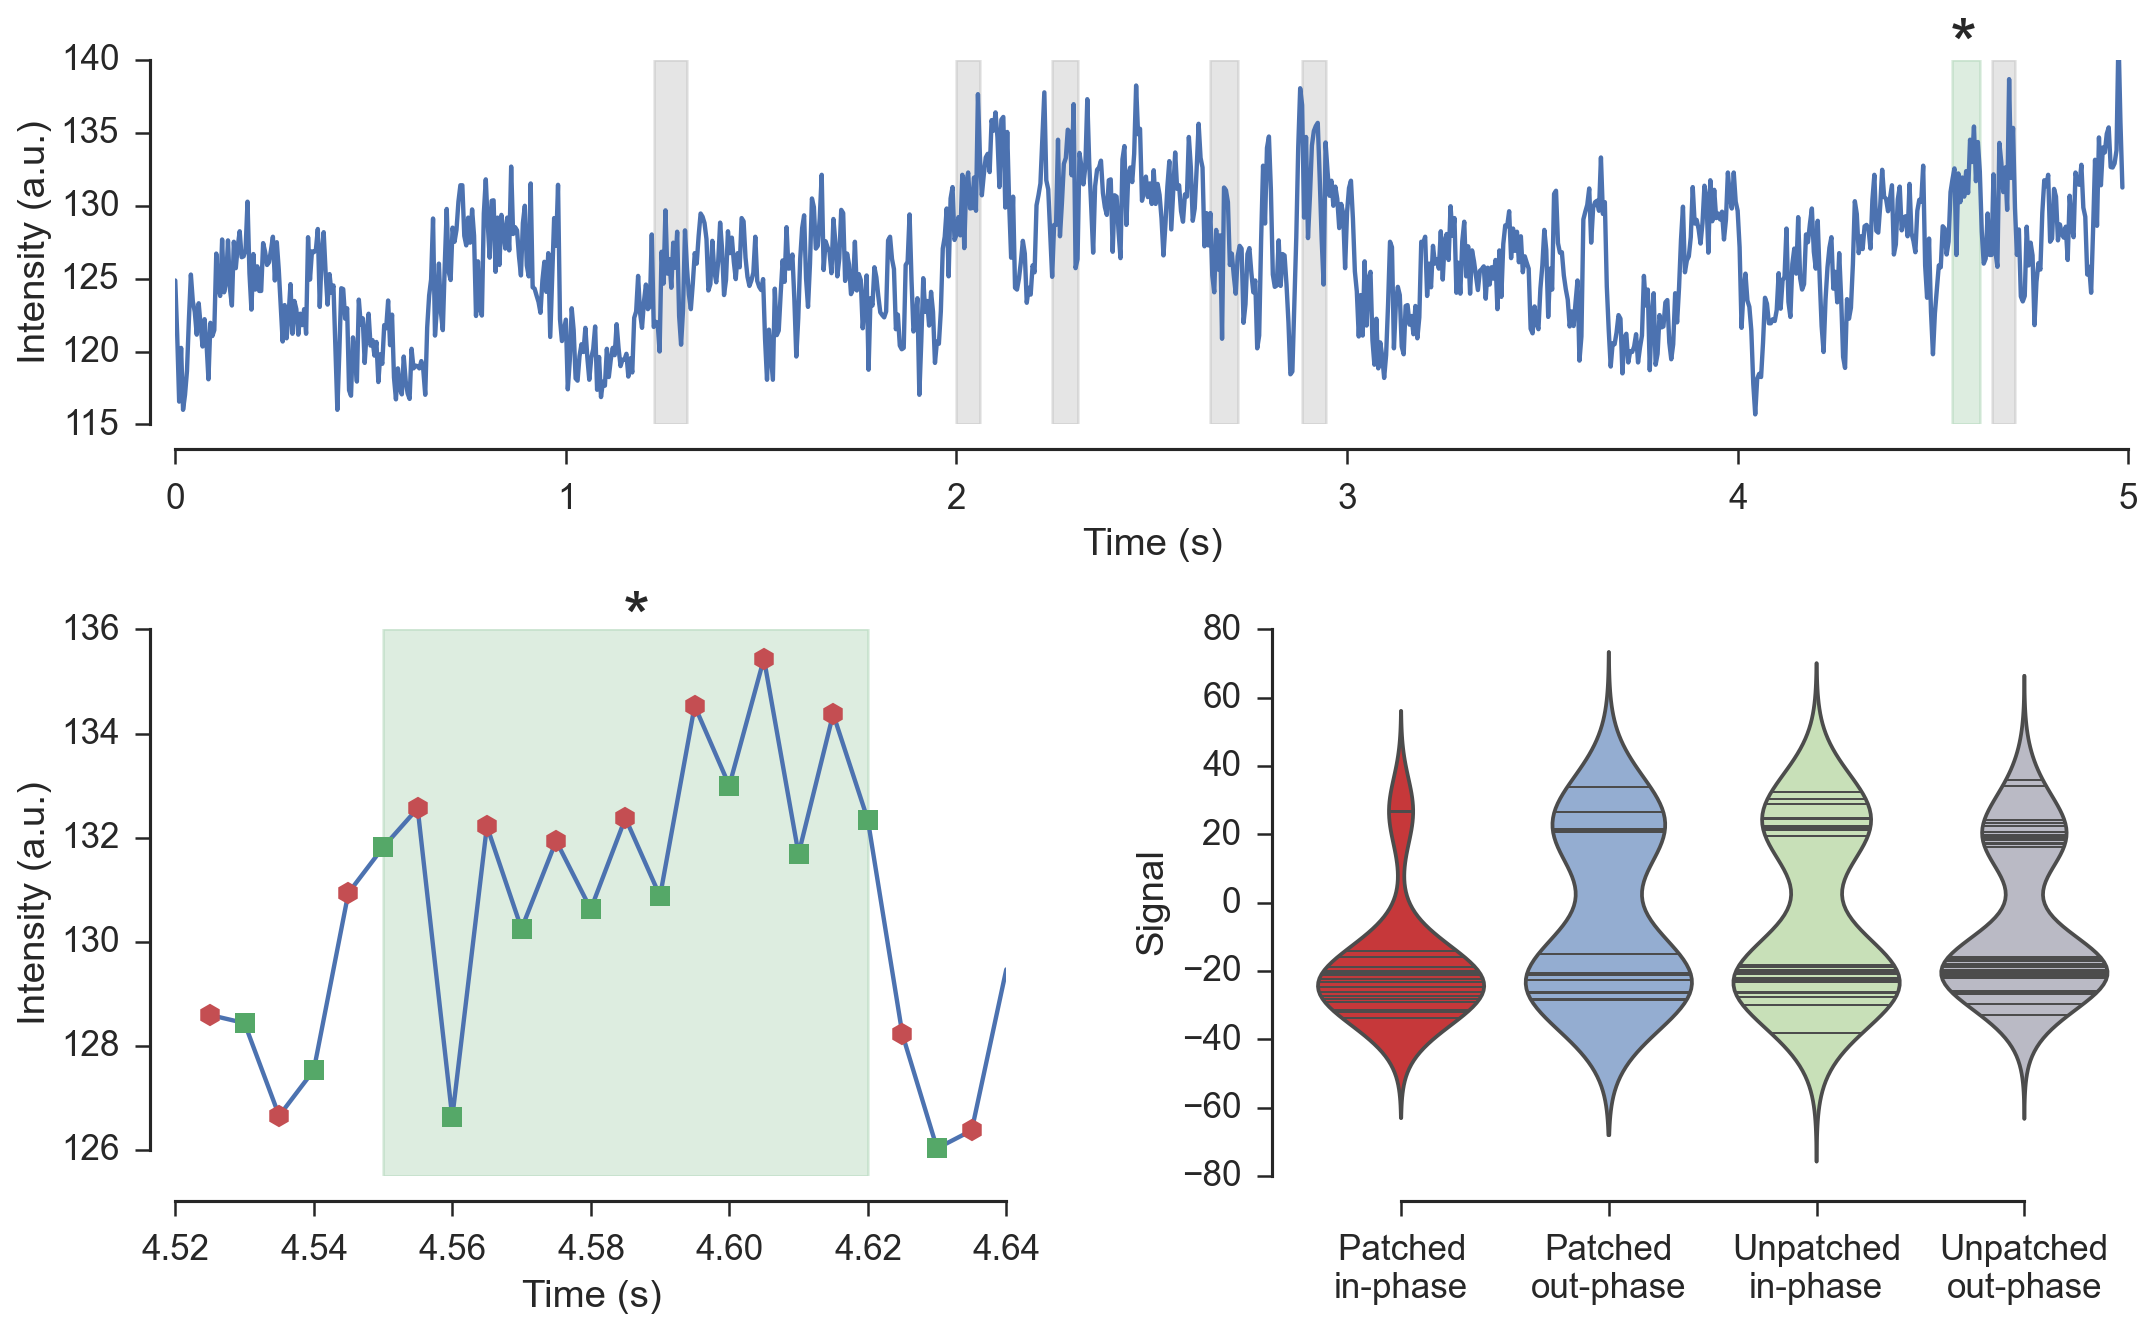 *
140
135
130
125
120
115
Intensity (a.u.)
0 1 2 3 4 5
Time (s)
*
136
134
132
130
128
126
Intensity (a.u.)
4.52 4.54 4.56 4.58 4.60 4.62 4.64
Time (s)
80
60
40
20
0
−20
−40
−60
−80
Signal
Patched
in-phase
Patched
out-phase
Unpatched
in-phase
Unpatched
out-phase